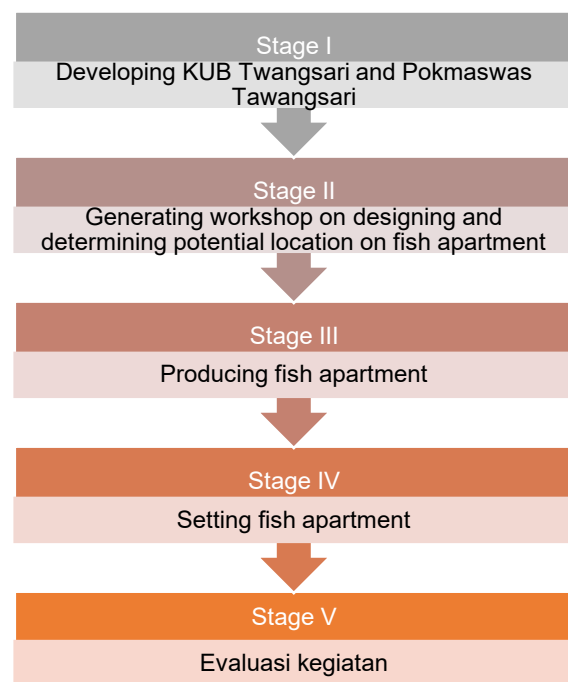 Stage I
Developing KUB Twangsari and Pokmaswas
Tawangsari
Stage II
Generating workshop on designing and
determining potential location on fish apartment
Stage III
Producing fish apartment
Stage IV
Setting fish apartment
Stage V
Evaluasi kegiatan